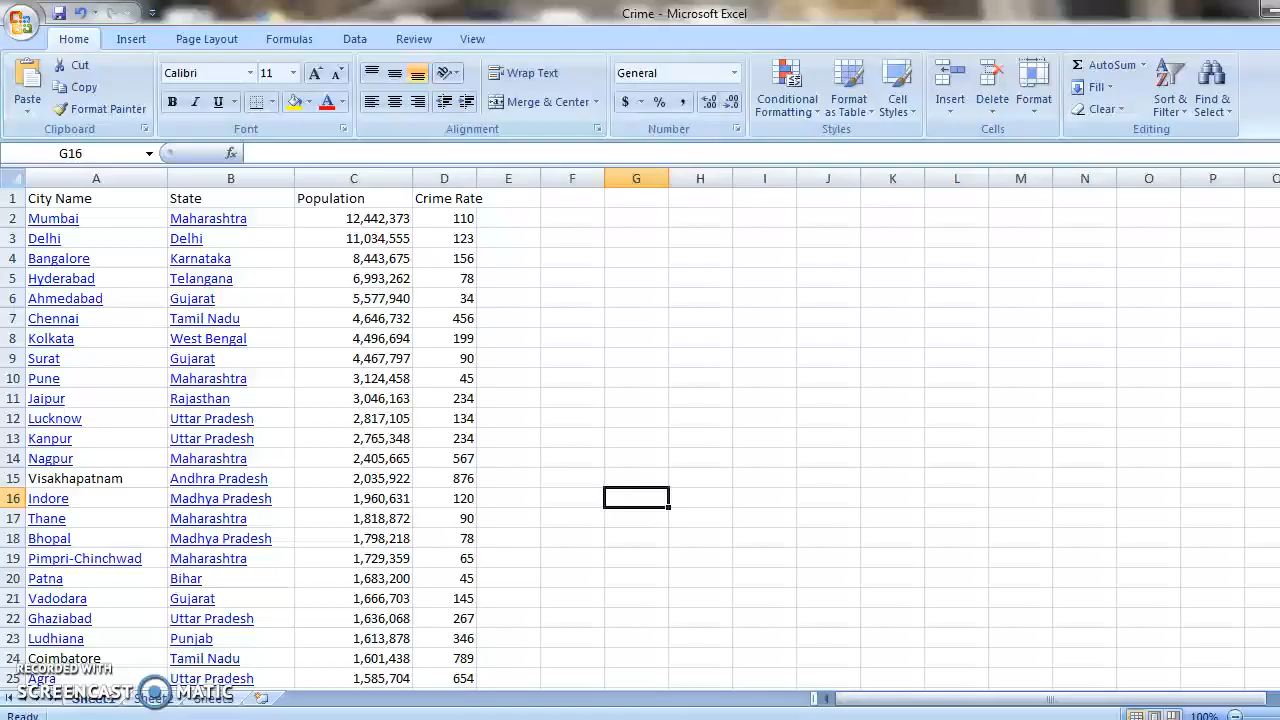 Crime - Microsoft Excel
Home Insert Page Layout Formulas Data Review View
Paste Cut Copy Format Painter Clipboard
Calibri 11 B I U Font
Wrap Text Merge & Center Alignment
General $ % , Number
Conditional Formatting Format as Table Cell Styles Styles
Insert Delete Format Cells
AutoSum Fill Clear Sort & Filter Find & Select Editing
G16 fx
A B C D E F G H I J K L M N O P
1 City Name State Population Crime Rate
2 Mumbai Maharashtra 12,442,373 110
3 Delhi Delhi 11,034,555 123
4 Bangalore Karnataka 8,443,675 156
5 Hyderabad Telangana 6,993,262 78
6 Ahmedabad Gujarat 5,577,940 34
7 Chennai Tamil Nadu 4,646,732 456
8 Kolkata West Bengal 4,496,694 199
9 Surat Gujarat 4,467,797 90
10 Pune Maharashtra 3,124,458 45
11 Jaipur Rajasthan 3,046,163 234
12 Lucknow Uttar Pradesh 2,817,105 134
13 Kanpur Uttar Pradesh 2,765,348 234
14 Nagpur Maharashtra 2,405,665 567
15 Visakhapatnam Andhra Pradesh 2,035,922 876
16 Indore Madhya Pradesh 1,960,631 120
17 Thane Maharashtra 1,818,872 90
18 Bhopal Madhya Pradesh 1,798,218 78
19 Pimpri-Chinchwad Maharashtra 1,729,359 65
20 Patna Bihar 1,683,200 45
21 Vadodara Gujarat 1,666,703 145
22 Ghaziabad Uttar Pradesh 1,636,068 267
23 Ludhiana Punjab 1,613,878 346
24 Coimbatore Tamil Nadu 1,601,438 789
25 Agra Uttar Pradesh 1,585,704 654
RECORDED WITH
SCREENCAST MATIC
Ready 100%